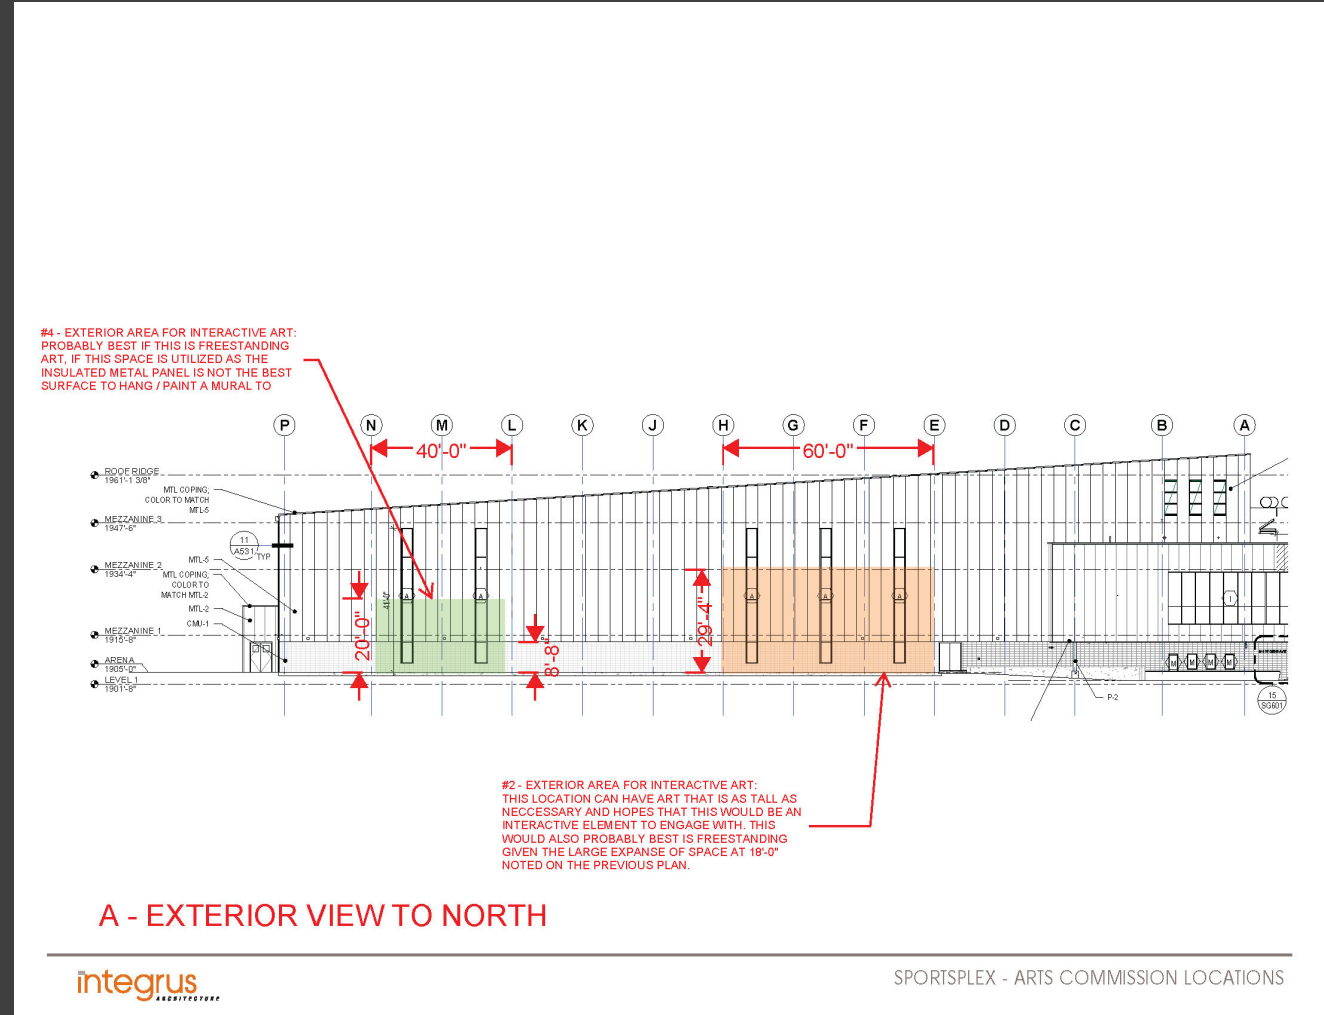 #4 - EXTERIOR AREA FOR INTERACTIVE ART:
PROBABLY BEST IF THIS IS FREESTANDING
ART, IF THIS SPACE IS UTILIZED AS THE
INSULATED METAL PANEL IS NOT THE BEST
SURFACE TO HANG / PAINT A MURAL TO
P N M L K J H G F E D C B A
40'-0" 60'-0"
ROOF RIDGE
1961'-1 3/8"
MTL COPING;
COLOR TO MATCH
MTL-5
MEZZANINE 3
1947'-6"
11
A531 TYP
MTL-5
MEZZANINE 2
1934'-4"
MTL COPING;
COLOR TO
MATCH MTL-2
MTL-2
CMU-1
MEZZANINE 1
1915'-8"
ARENA
1905'-0"
LEVEL 1
1901'-8"
41'-0"
20'-0"
8'-8"
29'-4"
A A A A A
I
M M M M
P-2
15
SG601
#2 - EXTERIOR AREA FOR INTERACTIVE ART:
THIS LOCATION CAN HAVE ART THAT IS AS TALL AS
NECCESSARY AND HOPES THAT THIS WOULD BE AN
INTERACTIVE ELEMENT TO ENGAGE WITH. THIS
WOULD ALSO PROBABLY BEST IS FREESTANDING
GIVEN THE LARGE EXPANSE OF SPACE AT 18'-0"
NOTED ON THE PREVIOUS PLAN.
A - EXTERIOR VIEW TO NORTH
integrus
ARCHITECTURE
SPORTSPLEX - ARTS COMMISSION LOCATIONS